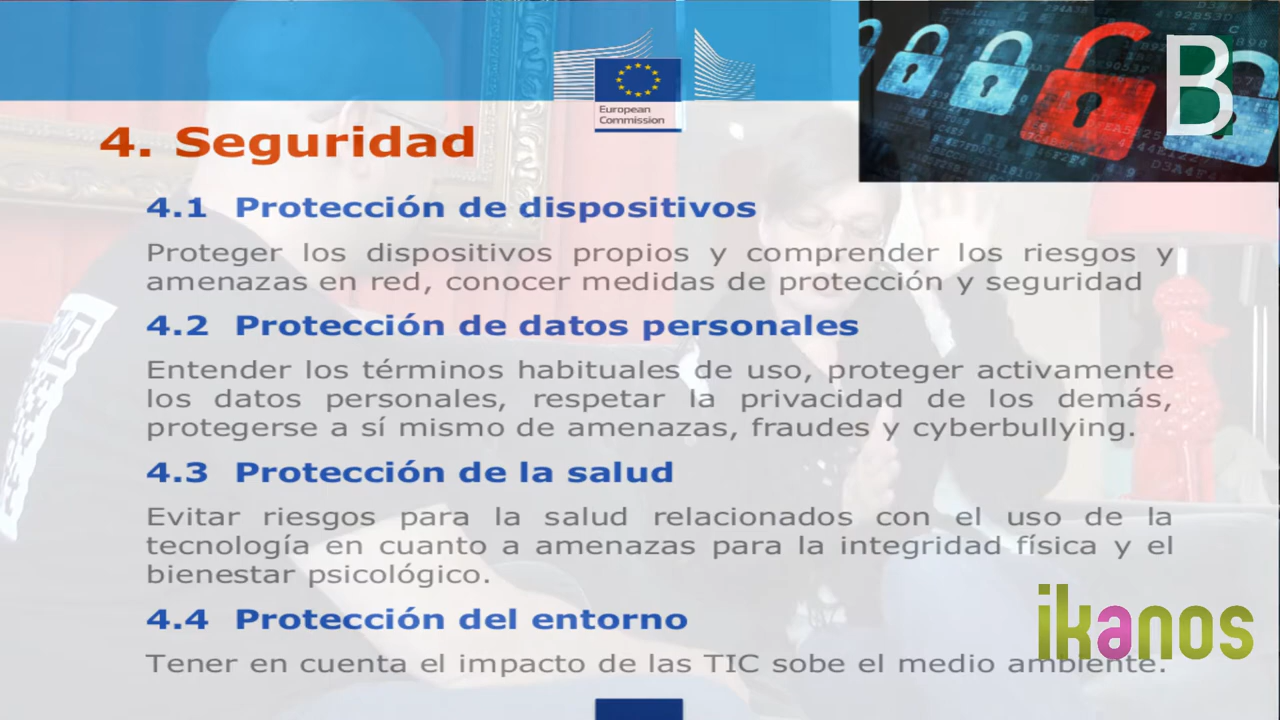 B
European
Commission
4. Seguridad
4.1 Protección de dispositivos
Proteger los dispositivos propios y comprender los riesgos y
amenazas en red, conocer medidas de protección y seguridad
4.2 Protección de datos personales
Entender los términos habituales de uso, proteger activamente
los datos personales, respetar la privacidad de los demás,
protegerse a sí mismo de amenazas, fraudes y cyberbullying.
4.3 Protección de la salud
Evitar riesgos para la salud relacionados con el uso de la
tecnología en cuanto a amenazas para la integridad física y el
bienestar psicológico.
4.4 Protección del entorno
Tener en cuenta el impacto de las TIC sobe el medio ambiente.
ikanos